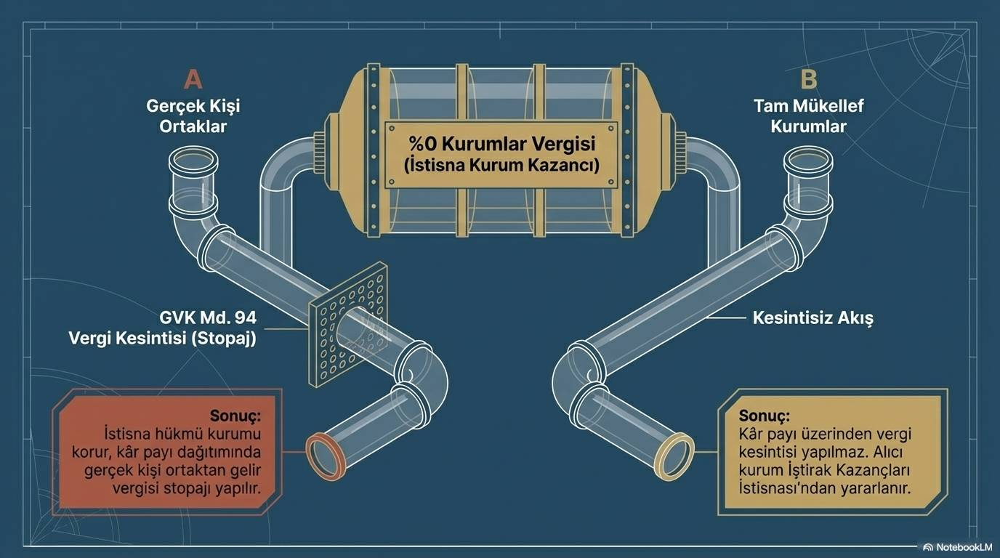 A
Gerçek Kişi
Ortaklar
%0 Kurumlar Vergisi
(İstisna Kurum Kazancı)
B
Tam Mükellef
Kurumlar
GVK Md. 94
Vergi Kesintisi (Stopaj)
Kesintisiz Akış
Sonuç:
İstisna hükmü kurumu
korur, kâr payı dağıtımında
gerçek kişi ortaktan gelir
vergisi stopajı yapılır.
Sonuç:
Kâr payı üzerinden vergi
kesintisi yapılmaz. Alıcı
kurum İştirak Kazançları
İstisnası'ndan yararlanır.
NotebookLM